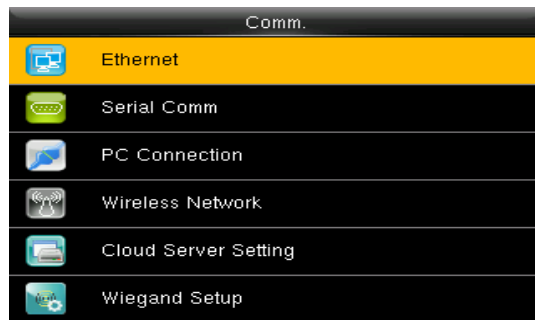 Comm.
Ethernet
Serial Comm
PC Connection
Wireless Network
Cloud Server Setting
Wiegand Setup